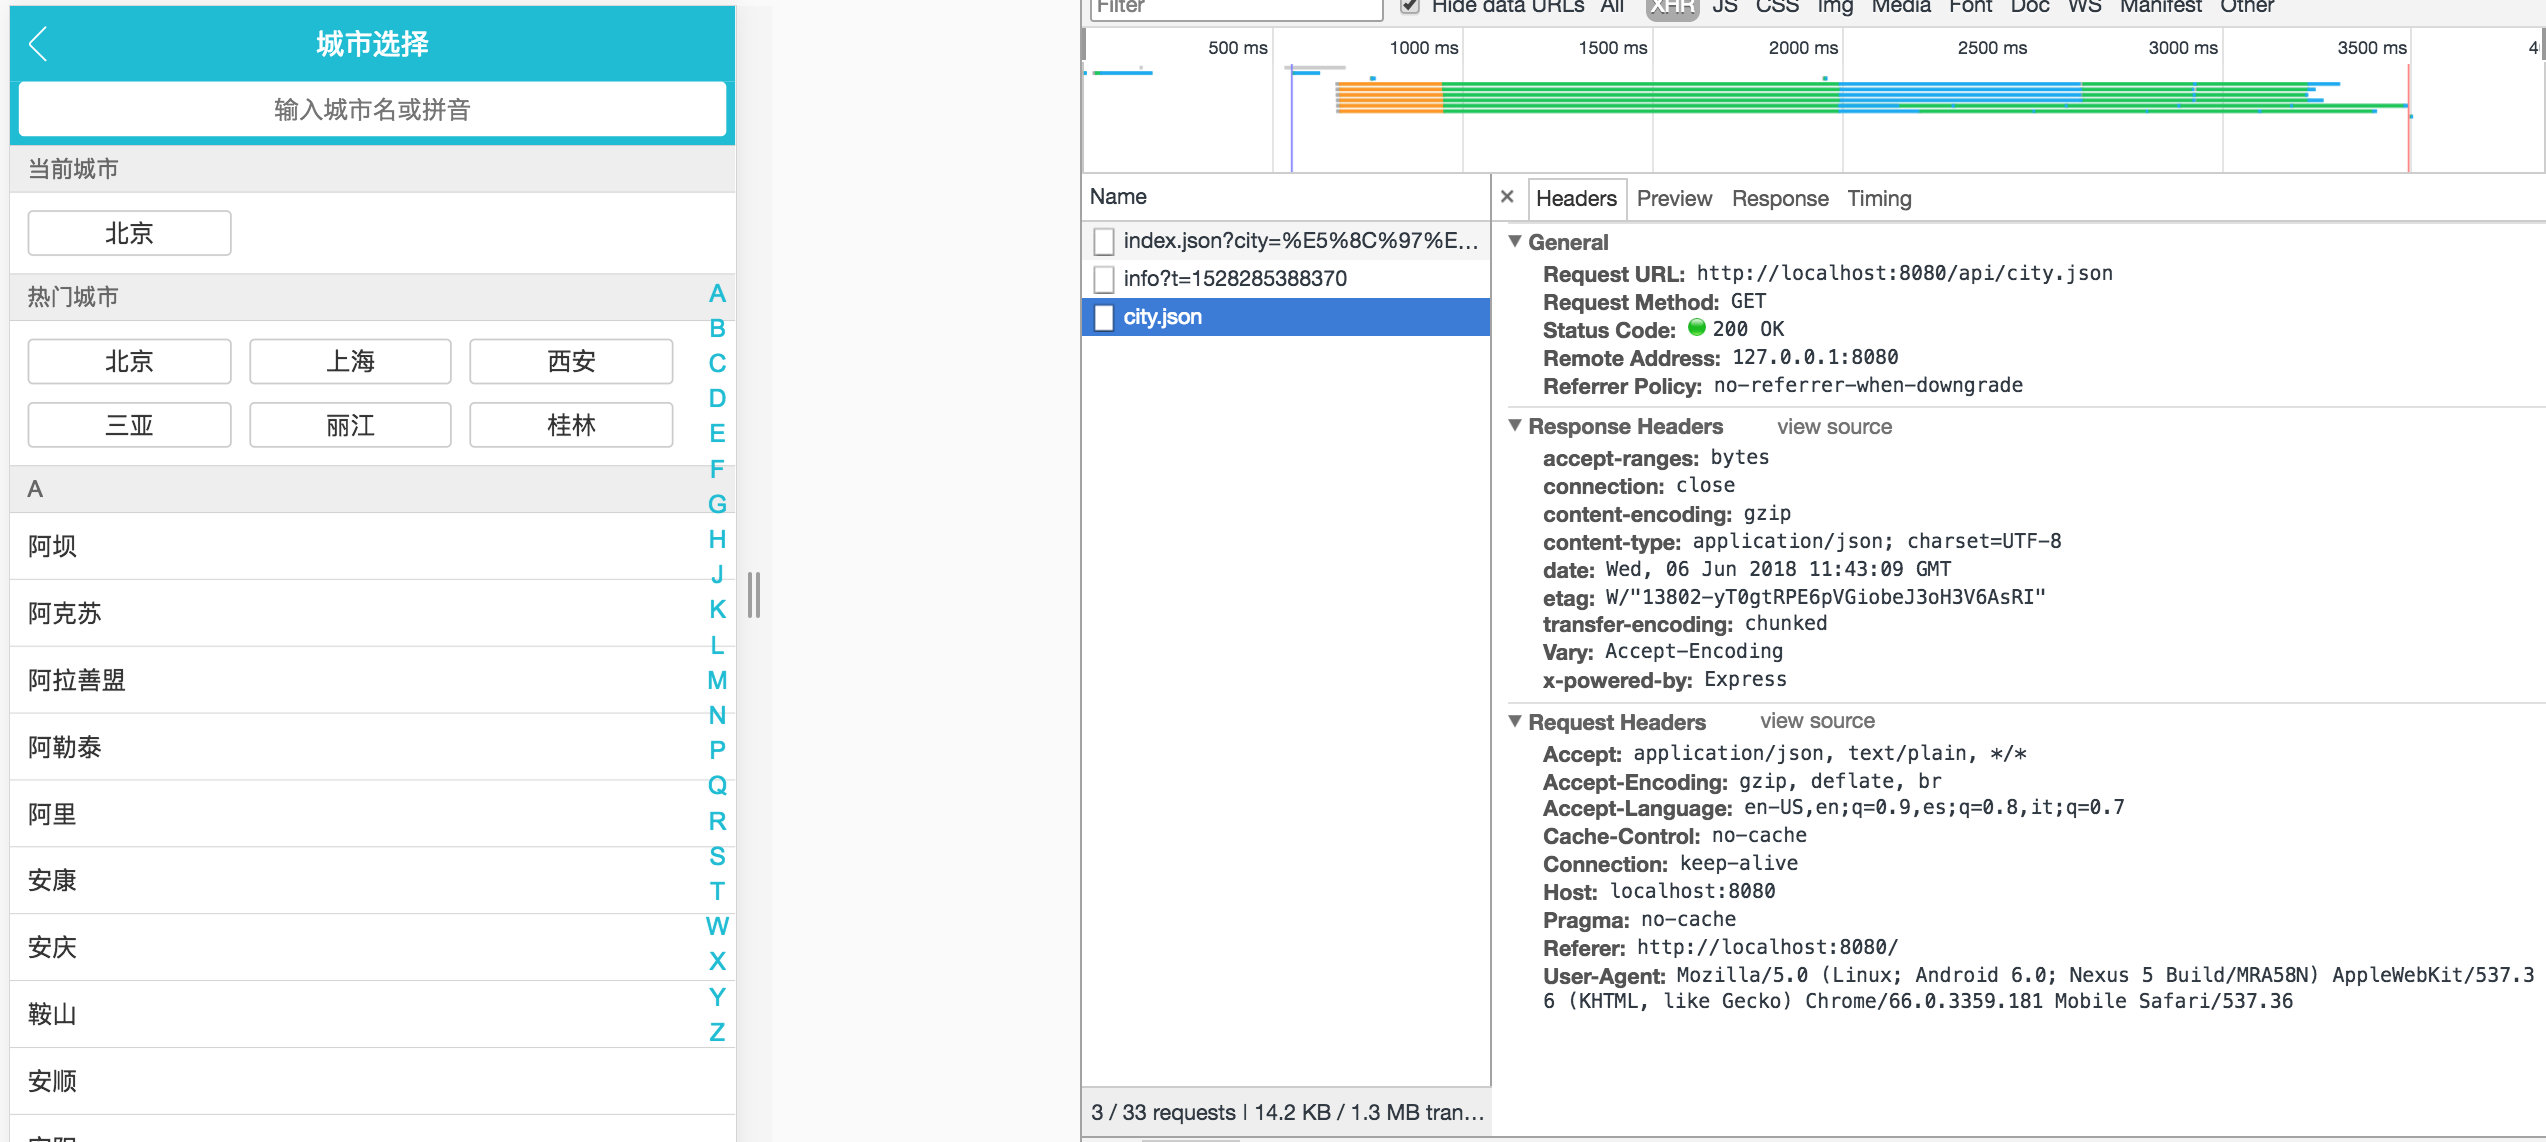 城市选择
输入城市名或拼音
当前城市
北京
热门城市
北京 上海 西安
三亚 丽江 桂林
A
阿坝
阿克苏
阿拉善盟
阿勒泰
阿里
安康
安庆
鞍山
安顺
A
B
C
D
E
F
G
H
J
K
L
M
N
P
Q
R
S
T
W
X
Y
Z
Filter Hide data URLs All XHR JS CSS Img Media Font Doc WS Manifest Other
500 ms 1000 ms 1500 ms 2000 ms 2500 ms 3000 ms 3500 ms
Name
index.json?city=%E5%8C%97%E...
info?t=1528285388370
city.json
3 / 33 requests | 14.2 KB / 1.3 MB tran...
× Headers Preview Response Timing
General
Request URL: http://localhost:8080/api/city.json
Request Method: GET
Status Code: 200 OK
Remote Address: 127.0.0.1:8080
Referrer Policy: no-referrer-when-downgrade
Response Headers view source
accept-ranges: bytes
connection: close
content-encoding: gzip
content-type: application/json; charset=UTF-8
date: Wed, 06 Jun 2018 11:43:09 GMT
etag: W/"13802-yT0gtRPE6pVGiobeJ3oH3V6AsRI"
transfer-encoding: chunked
Vary: Accept-Encoding
x-powered-by: Express
Request Headers view source
Accept: application/json, text/plain, */*
Accept-Encoding: gzip, deflate, br
Accept-Language: en-US,en;q=0.9,es;q=0.8,it;q=0.7
Cache-Control: no-cache
Connection: keep-alive
Host: localhost:8080
Pragma: no-cache
Referer: http://localhost:8080/
User-Agent: Mozilla/5.0 (Linux; Android 6.0; Nexus 5 Build/MRA58N) AppleWebKit/537.3
6 (KHTML, like Gecko) Chrome/66.0.3359.181 Mobile Safari/537.36